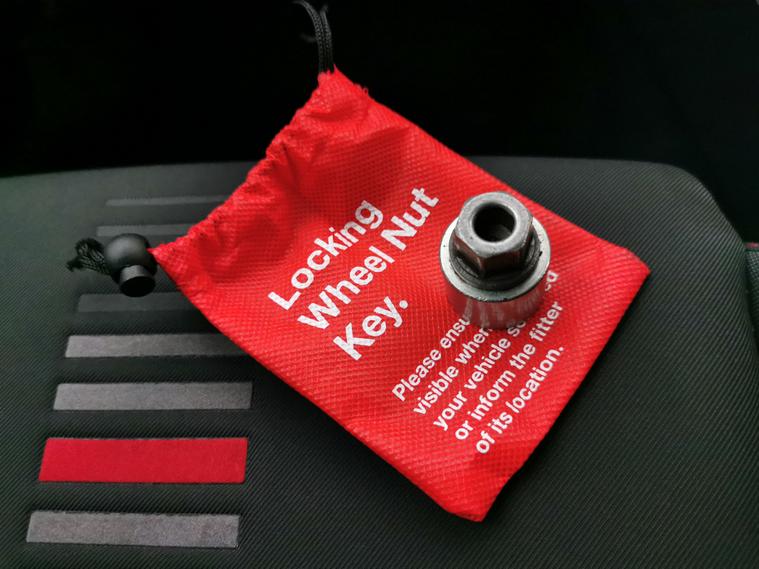 Locking
Wheel Nut
Key.
Please
visible
your vehicle
or inform the fitter
of its location.